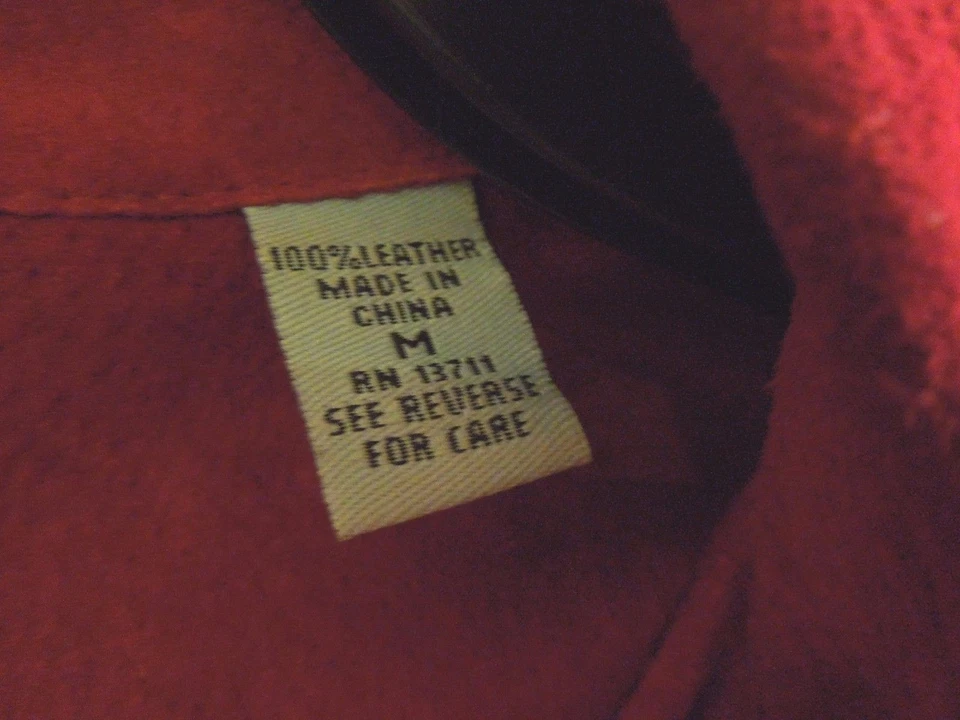 100%LEATHER
MADE IN
CHINA
M
RN 13711
SEE REVERSE
FOR CARE